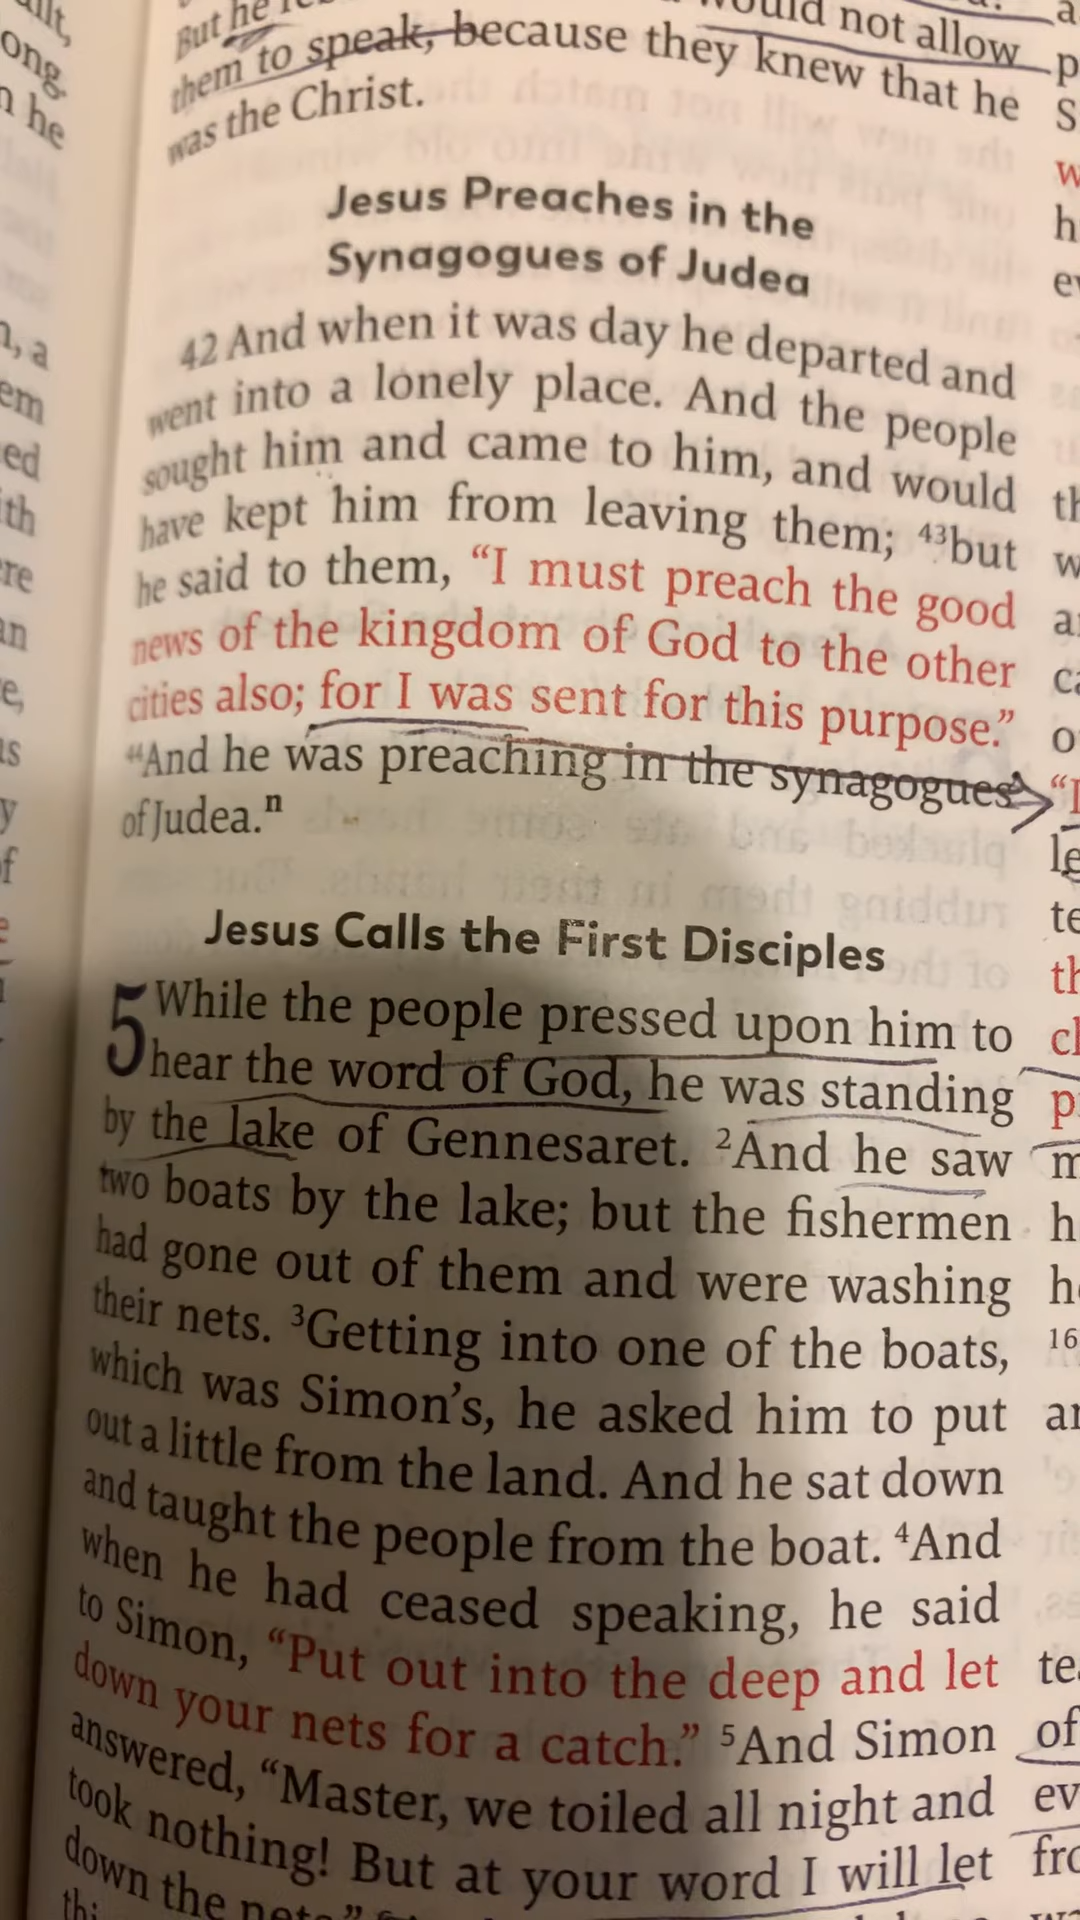 But he
would not allow
them to speak, because they knew that he
was the Christ.
Jesus Preaches in the
Synagogues of Judea
42 And when it was day he departed and
went into a lonely place. And the people
sought him and came to him, and would
have kept him from leaving them; 43but
he said to them, “I must preach the good
news of the kingdom of God to the other
cities also; for I was sent for this purpose.”
44And he was preaching in the synagogues
of Judea.n
Jesus Calls the First Disciples
5 While the people pressed upon him to
hear the word of God, he was standing
by the lake of Gennesaret. 2And he saw
two boats by the lake; but the fishermen
had gone out of them and were washing
their nets. 3Getting into one of the boats,
which was Simon’s, he asked him to put
out a little from the land. And he sat down
and taught the people from the boat. 4And
when he had ceased speaking, he said
to Simon, “Put out into the deep and let
down your nets for a catch.” 5And Simon
answered, “Master, we toiled all night and
took nothing! But at your word I will let
down the nets.”
16
of